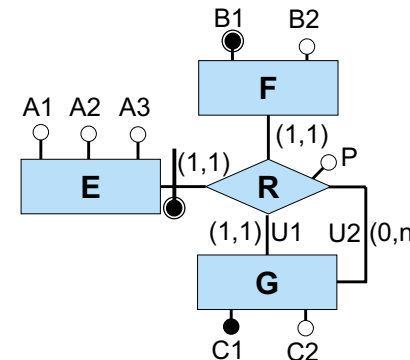 B1 B2
F
A1 A2 A3
(1,1)
(1,1)
P
E
R
(1,1) U1 U2 (0,n
G
C1 C2